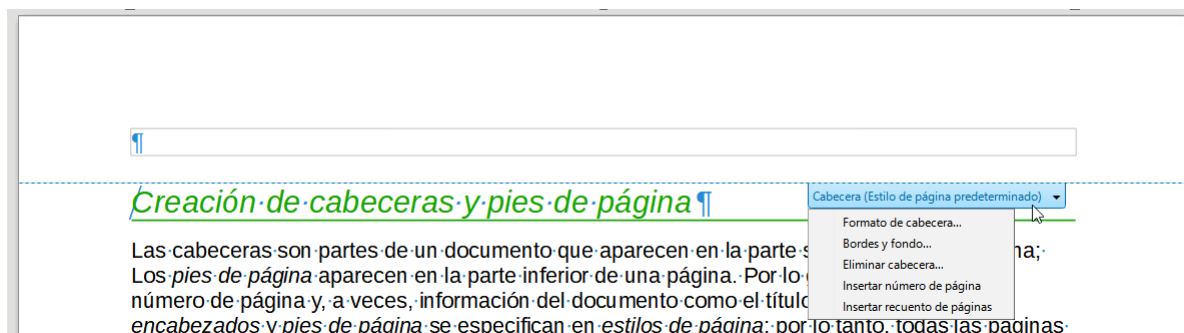 ¶
Creación·de·cabeceras·y·pies·de·página¶
Cabecera (Estilo de página predeterminado)
Formato de cabecera...
Bordes y fondo...
Eliminar cabecera...
Insertar número de página
Insertar recuento de páginas
Las·cabeceras·son·partes·de·un·documento·que·aparecen·en·la·parte·
Los·pies·de·página·aparecen·en·la·parte·inferior·de·una·página.·Por·lo·
número·de·página·y,·a·veces,·información·del·documento·como·el·título
encabezados·y·pies·de·página·se·especifican·en·estilos·de·página;·por·lo·tanto,·todas·las·páginas·